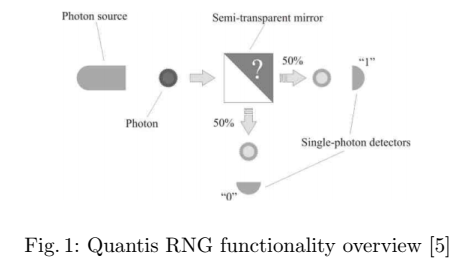 Photon source
Semi-transparent mirror
?
50%
“1”
Photon
50%
Single-photon detectors
“0”
Fig. 1: Quantis RNG functionality overview [5]